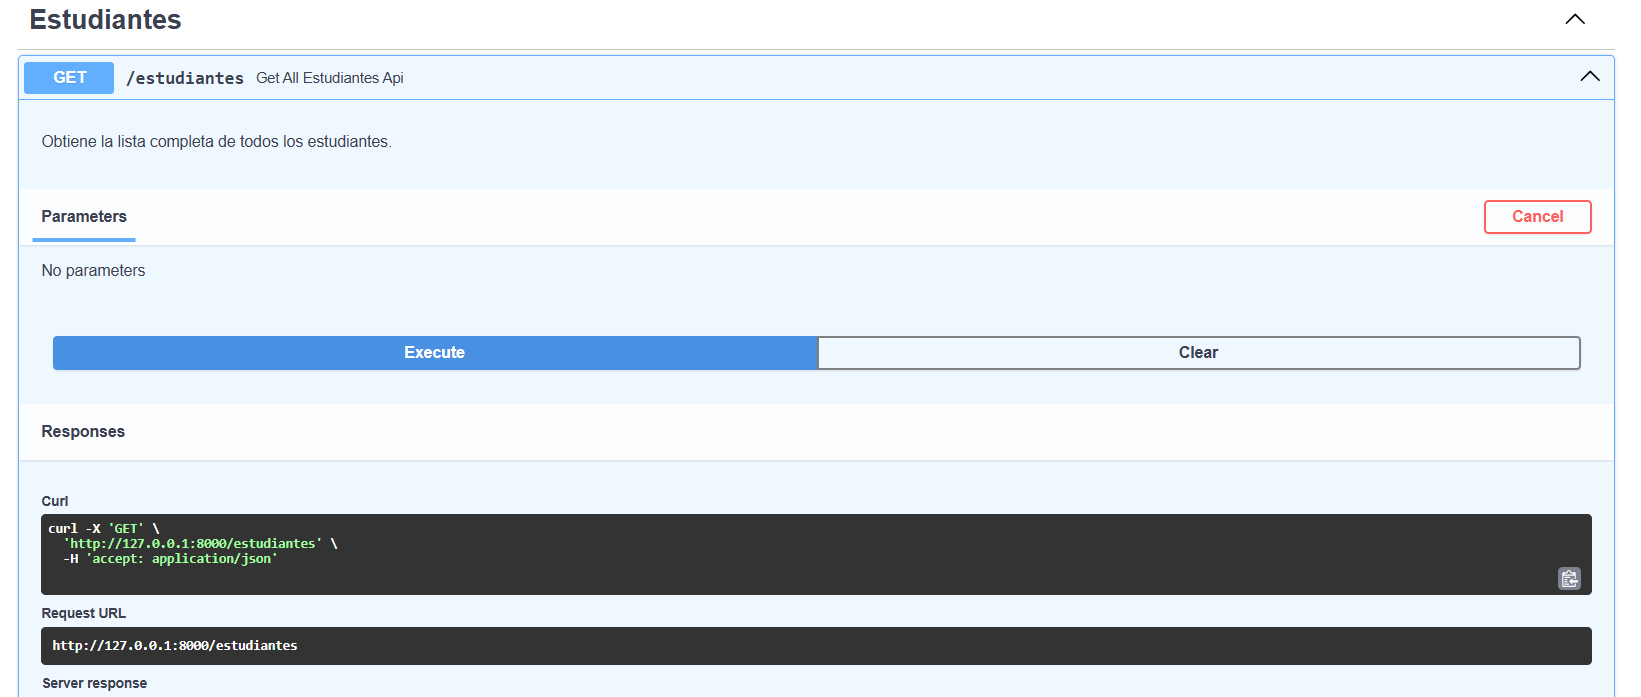 Estudiantes
GET /estudiantes Get All Estudiantes Api
Obtiene la lista completa de todos los estudiantes.
Parameters
Cancel
No parameters
Execute
Clear
Responses
Curl
curl -X 'GET' \
'http://127.0.0.1:8000/estudiantes' \
-H 'accept: application/json'
Request URL
http://127.0.0.1:8000/estudiantes
Server response